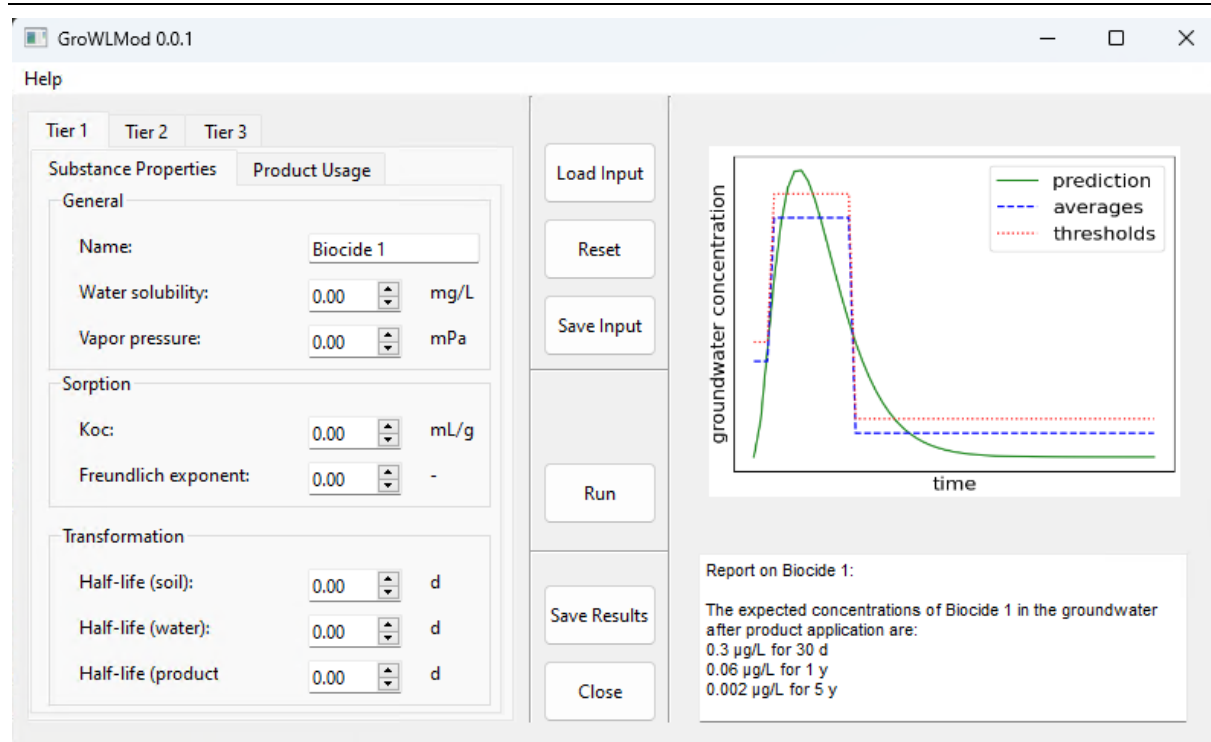 GroWLMod 0.0.1
Help
Tier 1 Tier 2 Tier 3
Substance Properties Product Usage
General
Name: Biocide 1
Water solubility: 0.00 mg/L
Vapor pressure: 0.00 mPa
Sorption
Koc: 0.00 mL/g
Freundlich exponent: 0.00 -
Transformation
Half-life (soil): 0.00 d
Half-life (water): 0.00 d
Half-life (product 0.00 d
Load Input
Reset
Save Input
Run
Save Results
Close
groundwater concentration
prediction
averages
thresholds
time
Report on Biocide 1:
The expected concentrations of Biocide 1 in the groundwater
after product application are:
0.3 µg/L for 30 d
0.06 µg/L for 1 y
0.002 µg/L for 5 y